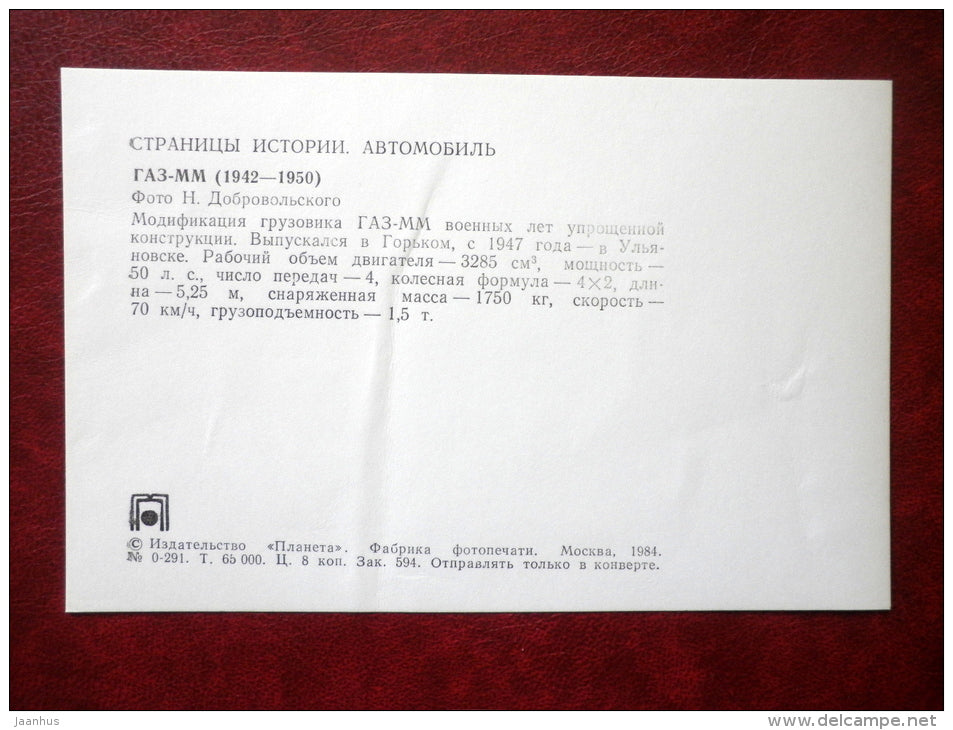 СТРАНИЦЫ ИСТОРИИ. АВТОМОБИЛЬ
ГАЗ-ММ (1942—1950)
Фото Н. Добровольского
Модификация грузовика ГАЗ-ММ военных лет упрощенной
конструкции. Выпускался в Горьком, с 1947 года — в Улья-
новске. Рабочий объем двигателя — 3285 см³, мощность —
50 л. с., число передач — 4, колесная формула — 4×2, дли-
на — 5,25 м, снаряженная масса — 1750 кг, скорость —
70 км/ч, грузоподъемность — 1,5 т.
© Издательство «Планета». Фабрика фотопечати. Москва, 1984.
№ 0-291. Т. 65 000. Ц. 8 коп. Зак. 594. Отправлять только в конверте.
jaanhus
www.delcampe.net